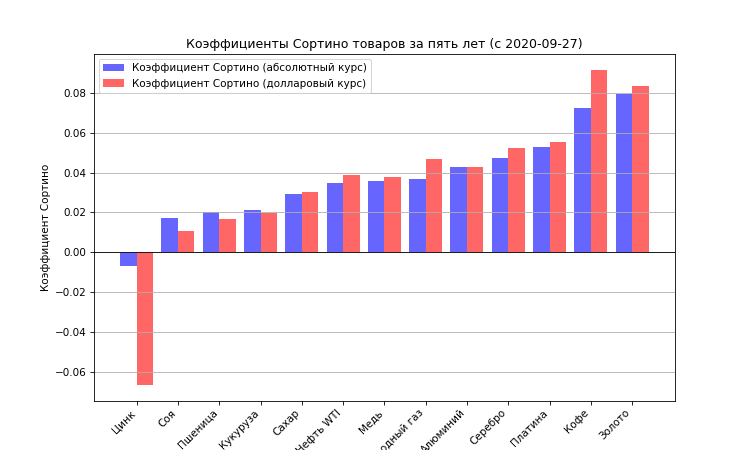 Коэффициенты Сортино товаров за пять лет (с 2020-09-27)
Коэффициент Сортино (абсолютный курс)
Коэффициент Сортино (долларовый курс)
Коэффициент Сортино
0.08
0.06
0.04
0.02
0.00
−0.02
−0.04
−0.06
Цинк
Соя
Пшеница
Кукуруза
Сахар
Нефть WTI
Медь
одный газ
Алюминий
Серебро
Платина
Кофе
Золото